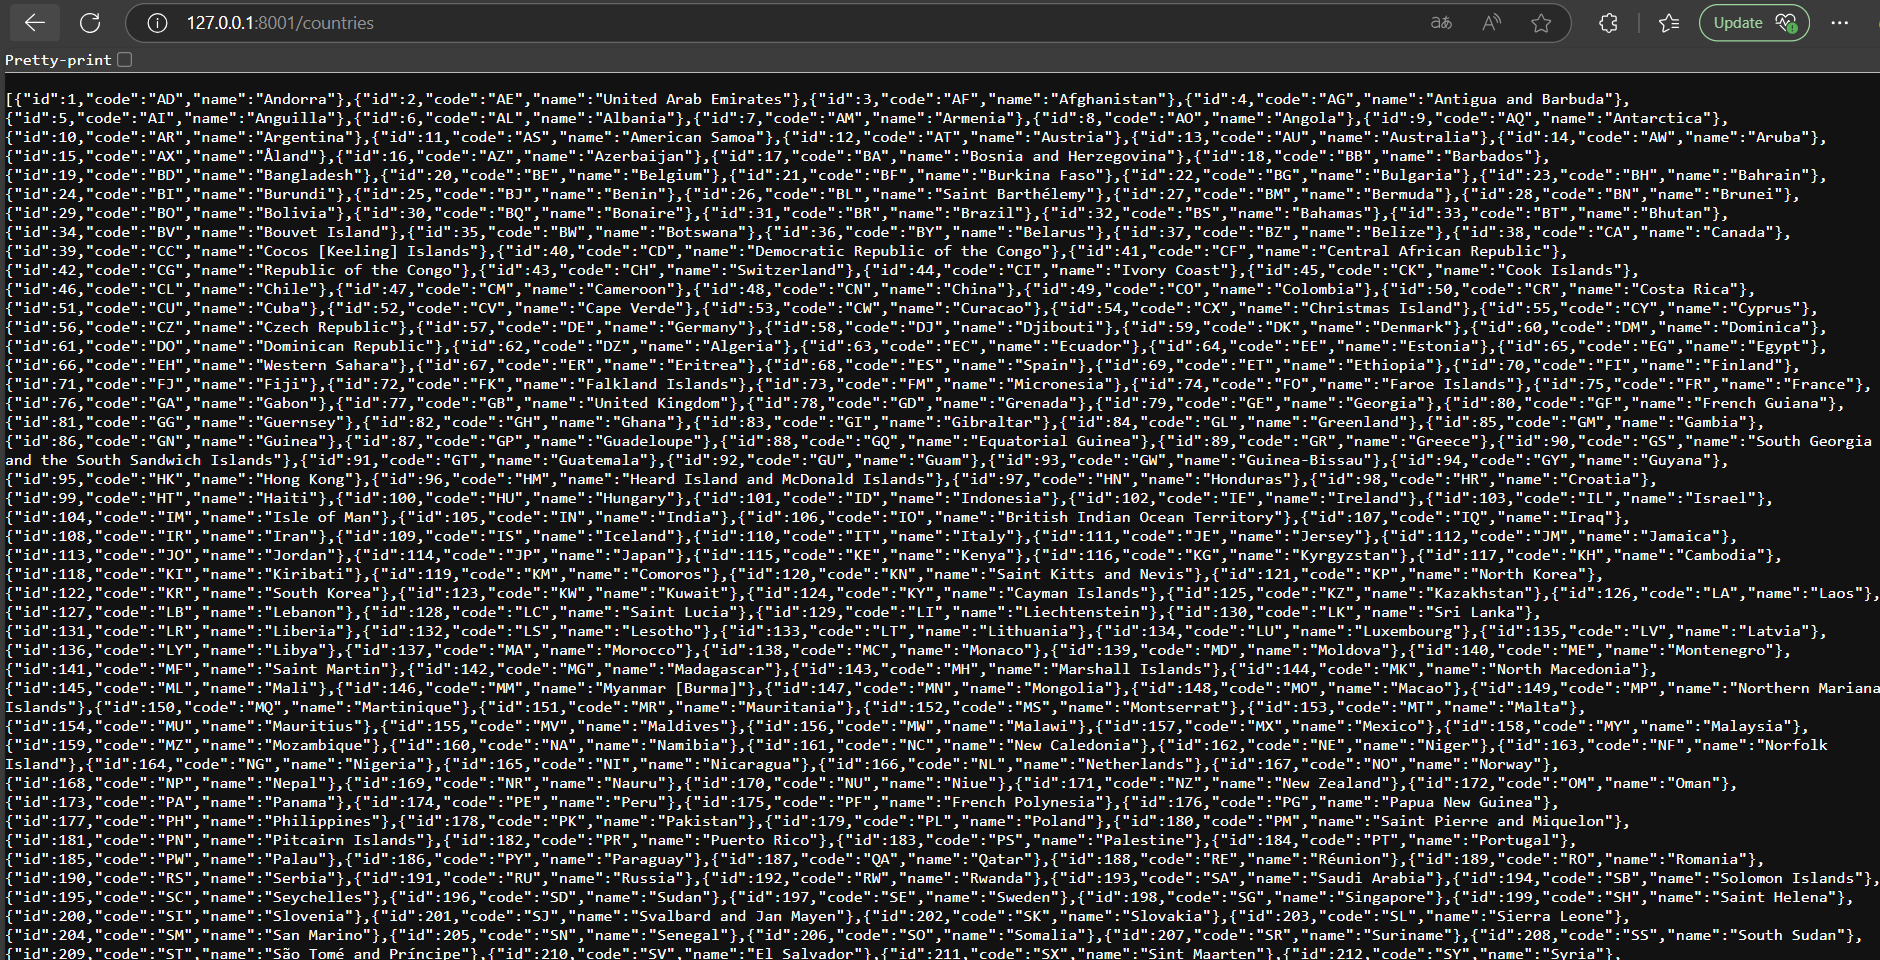 127.0.0.1:8001/countries
Update
Pretty-print
[{"id":1,"code":"AD","name":"Andorra"},{"id":2,"code":"AE","name":"United Arab Emirates"},{"id":3,"code":"AF","name":"Afghanistan"},{"id":4,"code":"AG","name":"Antigua and Barbuda"},
{"id":5,"code":"AI","name":"Anguilla"},{"id":6,"code":"AL","name":"Albania"},{"id":7,"code":"AM","name":"Armenia"},{"id":8,"code":"AO","name":"Angola"},{"id":9,"code":"AQ","name":"Antarctica"},
{"id":10,"code":"AR","name":"Argentina"},{"id":11,"code":"AS","name":"American Samoa"},{"id":12,"code":"AT","name":"Austria"},{"id":13,"code":"AU","name":"Australia"},{"id":14,"code":"AW","name":"Aruba"},
{"id":15,"code":"AX","name":"Åland"},{"id":16,"code":"AZ","name":"Azerbaijan"},{"id":17,"code":"BA","name":"Bosnia and Herzegovina"},{"id":18,"code":"BB","name":"Barbados"},
{"id":19,"code":"BD","name":"Bangladesh"},{"id":20,"code":"BE","name":"Belgium"},{"id":21,"code":"BF","name":"Burkina Faso"},{"id":22,"code":"BG","name":"Bulgaria"},{"id":23,"code":"BH","name":"Bahrain"},
{"id":24,"code":"BI","name":"Burundi"},{"id":25,"code":"BJ","name":"Benin"},{"id":26,"code":"BL","name":"Saint Barthélemy"},{"id":27,"code":"BM","name":"Bermuda"},{"id":28,"code":"BN","name":"Brunei"},
{"id":29,"code":"BO","name":"Bolivia"},{"id":30,"code":"BQ","name":"Bonaire"},{"id":31,"code":"BR","name":"Brazil"},{"id":32,"code":"BS","name":"Bahamas"},{"id":33,"code":"BT","name":"Bhutan"},
{"id":34,"code":"BV","name":"Bouvet Island"},{"id":35,"code":"BW","name":"Botswana"},{"id":36,"code":"BY","name":"Belarus"},{"id":37,"code":"BZ","name":"Belize"},{"id":38,"code":"CA","name":"Canada"},
{"id":39,"code":"CC","name":"Cocos [Keeling] Islands"},{"id":40,"code":"CD","name":"Democratic Republic of the Congo"},{"id":41,"code":"CF","name":"Central African Republic"},
{"id":42,"code":"CG","name":"Republic of the Congo"},{"id":43,"code":"CH","name":"Switzerland"},{"id":44,"code":"CI","name":"Ivory Coast"},{"id":45,"code":"CK","name":"Cook Islands"},
{"id":46,"code":"CL","name":"Chile"},{"id":47,"code":"CM","name":"Cameroon"},{"id":48,"code":"CN","name":"China"},{"id":49,"code":"CO","name":"Colombia"},{"id":50,"code":"CR","name":"Costa Rica"},
{"id":51,"code":"CU","name":"Cuba"},{"id":52,"code":"CV","name":"Cape Verde"},{"id":53,"code":"CW","name":"Curacao"},{"id":54,"code":"CX","name":"Christmas Island"},{"id":55,"code":"CY","name":"Cyprus"},
{"id":56,"code":"CZ","name":"Czech Republic"},{"id":57,"code":"DE","name":"Germany"},{"id":58,"code":"DJ","name":"Djibouti"},{"id":59,"code":"DK","name":"Denmark"},{"id":60,"code":"DM","name":"Dominica"},
{"id":61,"code":"DO","name":"Dominican Republic"},{"id":62,"code":"DZ","name":"Algeria"},{"id":63,"code":"EC","name":"Ecuador"},{"id":64,"code":"EE","name":"Estonia"},{"id":65,"code":"EG","name":"Egypt"},
{"id":66,"code":"EH","name":"Western Sahara"},{"id":67,"code":"ER","name":"Eritrea"},{"id":68,"code":"ES","name":"Spain"},{"id":69,"code":"ET","name":"Ethiopia"},{"id":70,"code":"FI","name":"Finland"},
{"id":71,"code":"FJ","name":"Fiji"},{"id":72,"code":"FK","name":"Falkland Islands"},{"id":73,"code":"FM","name":"Micronesia"},{"id":74,"code":"FO","name":"Faroe Islands"},{"id":75,"code":"FR","name":"France"},
{"id":76,"code":"GA","name":"Gabon"},{"id":77,"code":"GB","name":"United Kingdom"},{"id":78,"code":"GD","name":"Grenada"},{"id":79,"code":"GE","name":"Georgia"},{"id":80,"code":"GF","name":"French Guiana"},
{"id":81,"code":"GG","name":"Guernsey"},{"id":82,"code":"GH","name":"Ghana"},{"id":83,"code":"GI","name":"Gibraltar"},{"id":84,"code":"GL","name":"Greenland"},{"id":85,"code":"GM","name":"Gambia"},
{"id":86,"code":"GN","name":"Guinea"},{"id":87,"code":"GP","name":"Guadeloupe"},{"id":88,"code":"GQ","name":"Equatorial Guinea"},{"id":89,"code":"GR","name":"Greece"},{"id":90,"code":"GS","name":"South Georgia
and the South Sandwich Islands"},{"id":91,"code":"GT","name":"Guatemala"},{"id":92,"code":"GU","name":"Guam"},{"id":93,"code":"GW","name":"Guinea-Bissau"},{"id":94,"code":"GY","name":"Guyana"},
{"id":95,"code":"HK","name":"Hong Kong"},{"id":96,"code":"HM","name":"Heard Island and McDonald Islands"},{"id":97,"code":"HN","name":"Honduras"},{"id":98,"code":"HR","name":"Croatia"},
{"id":99,"code":"HT","name":"Haiti"},{"id":100,"code":"HU","name":"Hungary"},{"id":101,"code":"ID","name":"Indonesia"},{"id":102,"code":"IE","name":"Ireland"},{"id":103,"code":"IL","name":"Israel"},
{"id":104,"code":"IM","name":"Isle of Man"},{"id":105,"code":"IN","name":"India"},{"id":106,"code":"IO","name":"British Indian Ocean Territory"},{"id":107,"code":"IQ","name":"Iraq"},
{"id":108,"code":"IR","name":"Iran"},{"id":109,"code":"IS","name":"Iceland"},{"id":110,"code":"IT","name":"Italy"},{"id":111,"code":"JE","name":"Jersey"},{"id":112,"code":"JM","name":"Jamaica"},
{"id":113,"code":"JO","name":"Jordan"},{"id":114,"code":"JP","name":"Japan"},{"id":115,"code":"KE","name":"Kenya"},{"id":116,"code":"KG","name":"Kyrgyzstan"},{"id":117,"code":"KH","name":"Cambodia"},
{"id":118,"code":"KI","name":"Kiribati"},{"id":119,"code":"KM","name":"Comoros"},{"id":120,"code":"KN","name":"Saint Kitts and Nevis"},{"id":121,"code":"KP","name":"North Korea"},
{"id":122,"code":"KR","name":"South Korea"},{"id":123,"code":"KW","name":"Kuwait"},{"id":124,"code":"KY","name":"Cayman Islands"},{"id":125,"code":"KZ","name":"Kazakhstan"},{"id":126,"code":"LA","name":"Laos"},
{"id":127,"code":"LB","name":"Lebanon"},{"id":128,"code":"LC","name":"Saint Lucia"},{"id":129,"code":"LI","name":"Liechtenstein"},{"id":130,"code":"LK","name":"Sri Lanka"},
{"id":131,"code":"LR","name":"Liberia"},{"id":132,"code":"LS","name":"Lesotho"},{"id":133,"code":"LT","name":"Lithuania"},{"id":134,"code":"LU","name":"Luxembourg"},{"id":135,"code":"LV","name":"Latvia"},
{"id":136,"code":"LY","name":"Libya"},{"id":137,"code":"MA","name":"Morocco"},{"id":138,"code":"MC","name":"Monaco"},{"id":139,"code":"MD","name":"Moldova"},{"id":140,"code":"ME","name":"Montenegro"},
{"id":141,"code":"MF","name":"Saint Martin"},{"id":142,"code":"MG","name":"Madagascar"},{"id":143,"code":"MH","name":"Marshall Islands"},{"id":144,"code":"MK","name":"North Macedonia"},
{"id":145,"code":"ML","name":"Mali"},{"id":146,"code":"MM","name":"Myanmar [Burma]"},{"id":147,"code":"MN","name":"Mongolia"},{"id":148,"code":"MO","name":"Macao"},{"id":149,"code":"MP","name":"Northern Mariana
Islands"},{"id":150,"code":"MQ","name":"Martinique"},{"id":151,"code":"MR","name":"Mauritania"},{"id":152,"code":"MS","name":"Montserrat"},{"id":153,"code":"MT","name":"Malta"},
{"id":154,"code":"MU","name":"Mauritius"},{"id":155,"code":"MV","name":"Maldives"},{"id":156,"code":"MW","name":"Malawi"},{"id":157,"code":"MX","name":"Mexico"},{"id":158,"code":"MY","name":"Malaysia"},
{"id":159,"code":"MZ","name":"Mozambique"},{"id":160,"code":"NA","name":"Namibia"},{"id":161,"code":"NC","name":"New Caledonia"},{"id":162,"code":"NE","name":"Niger"},{"id":163,"code":"NF","name":"Norfolk
Island"},{"id":164,"code":"NG","name":"Nigeria"},{"id":165,"code":"NI","name":"Nicaragua"},{"id":166,"code":"NL","name":"Netherlands"},{"id":167,"code":"NO","name":"Norway"},
{"id":168,"code":"NP","name":"Nepal"},{"id":169,"code":"NR","name":"Nauru"},{"id":170,"code":"NU","name":"Niue"},{"id":171,"code":"NZ","name":"New Zealand"},{"id":172,"code":"OM","name":"Oman"},
{"id":173,"code":"PA","name":"Panama"},{"id":174,"code":"PE","name":"Peru"},{"id":175,"code":"PF","name":"French Polynesia"},{"id":176,"code":"PG","name":"Papua New Guinea"},
{"id":177,"code":"PH","name":"Philippines"},{"id":178,"code":"PK","name":"Pakistan"},{"id":179,"code":"PL","name":"Poland"},{"id":180,"code":"PM","name":"Saint Pierre and Miquelon"},
{"id":181,"code":"PN","name":"Pitcairn Islands"},{"id":182,"code":"PR","name":"Puerto Rico"},{"id":183,"code":"PS","name":"Palestine"},{"id":184,"code":"PT","name":"Portugal"},
{"id":185,"code":"PW","name":"Palau"},{"id":186,"code":"PY","name":"Paraguay"},{"id":187,"code":"QA","name":"Qatar"},{"id":188,"code":"RE","name":"Réunion"},{"id":189,"code":"RO","name":"Romania"},
{"id":190,"code":"RS","name":"Serbia"},{"id":191,"code":"RU","name":"Russia"},{"id":192,"code":"RW","name":"Rwanda"},{"id":193,"code":"SA","name":"Saudi Arabia"},{"id":194,"code":"SB","name":"Solomon Islands"},
{"id":195,"code":"SC","name":"Seychelles"},{"id":196,"code":"SD","name":"Sudan"},{"id":197,"code":"SE","name":"Sweden"},{"id":198,"code":"SG","name":"Singapore"},{"id":199,"code":"SH","name":"Saint Helena"},
{"id":200,"code":"SI","name":"Slovenia"},{"id":201,"code":"SJ","name":"Svalbard and Jan Mayen"},{"id":202,"code":"SK","name":"Slovakia"},{"id":203,"code":"SL","name":"Sierra Leone"},
{"id":204,"code":"SM","name":"San Marino"},{"id":205,"code":"SN","name":"Senegal"},{"id":206,"code":"SO","name":"Somalia"},{"id":207,"code":"SR","name":"Suriname"},{"id":208,"code":"SS","name":"South Sudan"},
{"id":209,"code":"ST","name":"São Tomé and Príncipe"},{"id":210,"code":"SV","name":"El Salvador"},{"id":211,"code":"SX","name":"Sint Maarten"},{"id":212,"code":"SY","name":"Syria"},